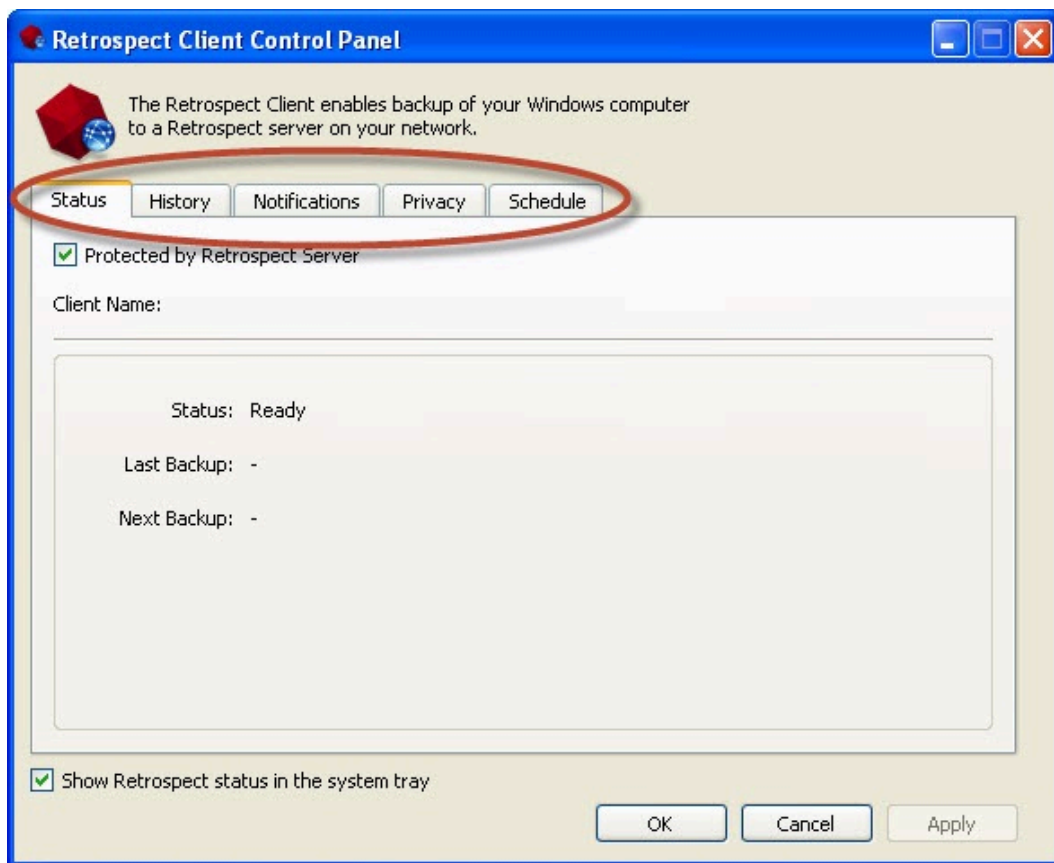 Retrospect Client Control Panel
The Retrospect Client enables backup of your Windows computer
to a Retrospect server on your network.
Status History Notifications Privacy Schedule
Protected by Retrospect Server
Client Name:
Status: Ready
Last Backup: -
Next Backup: -
Show Retrospect status in the system tray
OK Cancel Apply